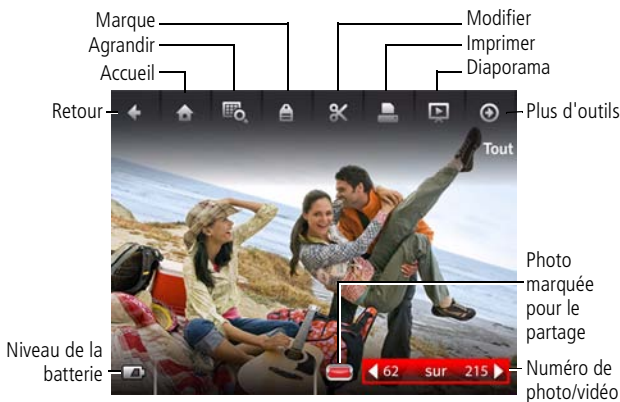 Marque
Agrandir
Accueil
Retour
Modifier
Imprimer
Diaporama
Plus d'outils
Tout
Photo
marquée
pour le
partage
Niveau de la
batterie
62 sur 215
Numéro de
photo/vidéo